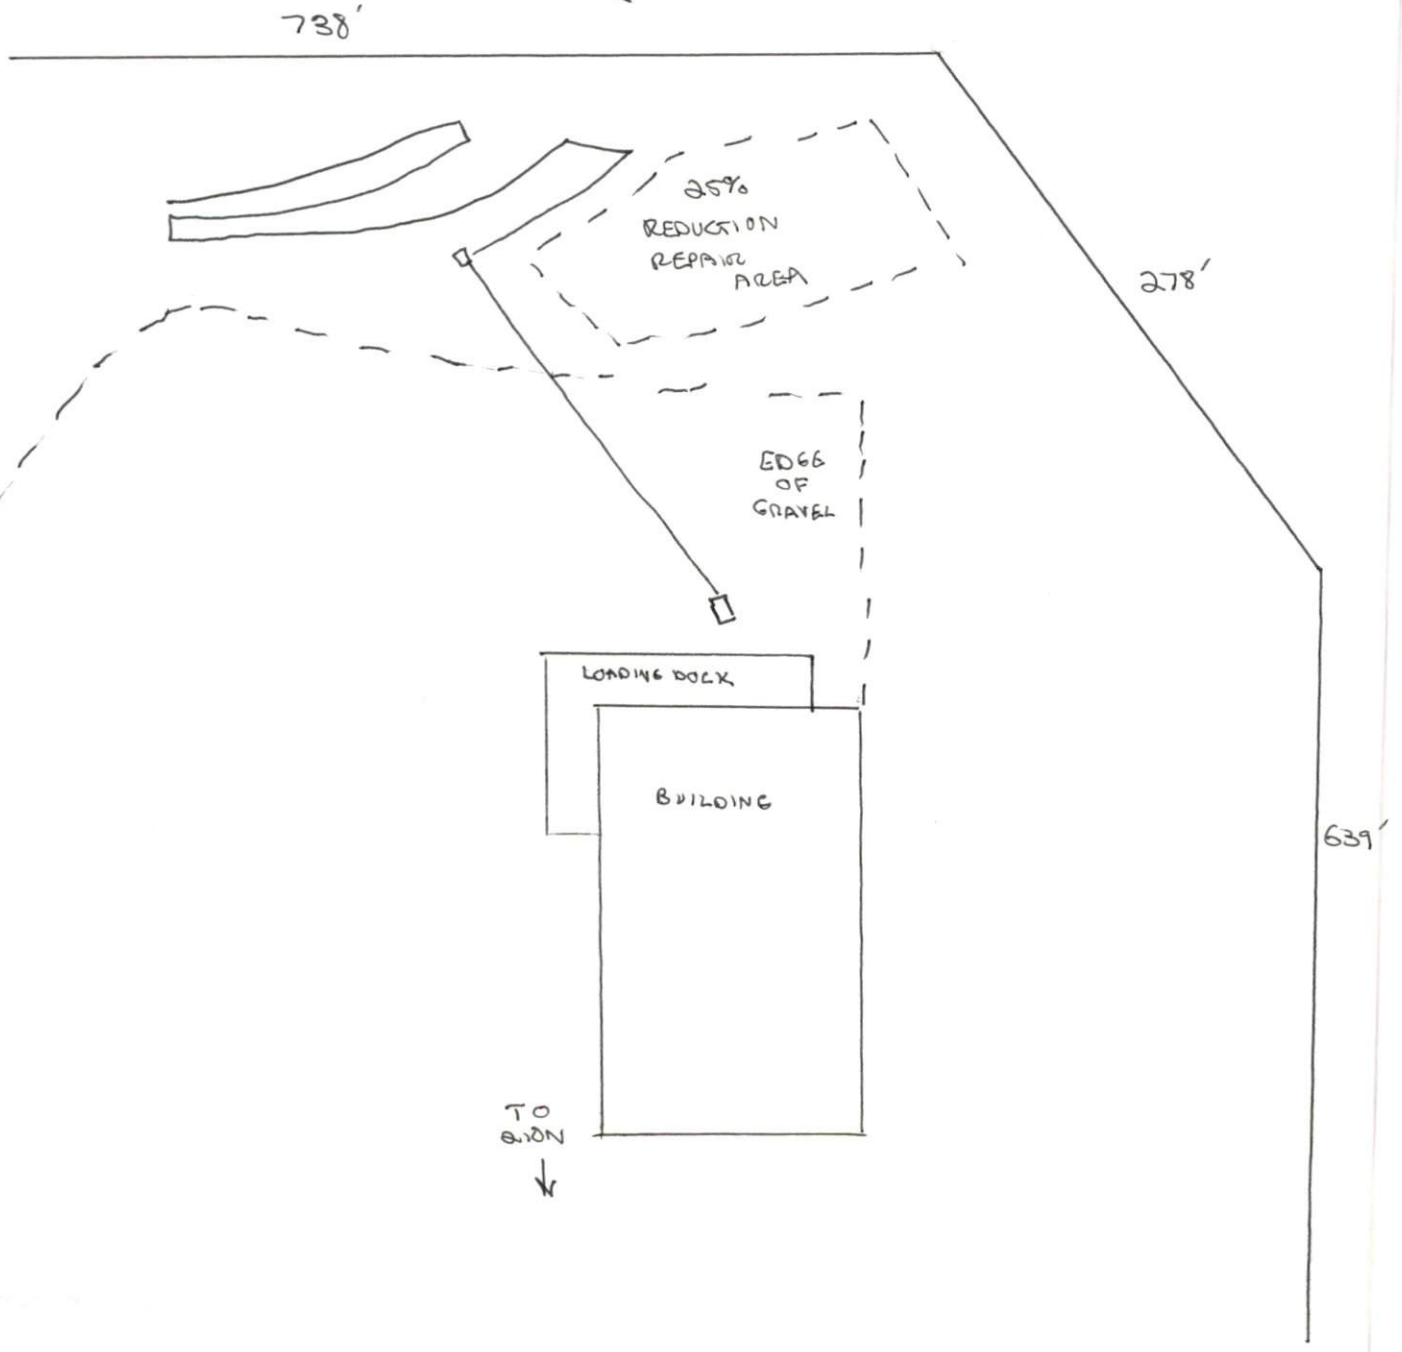 738'
25%
REDUCTION
REPAIR
AREA
278'
EDGE
OF
GRAVEL
LOADING DOCK
BUILDING
639'
TO